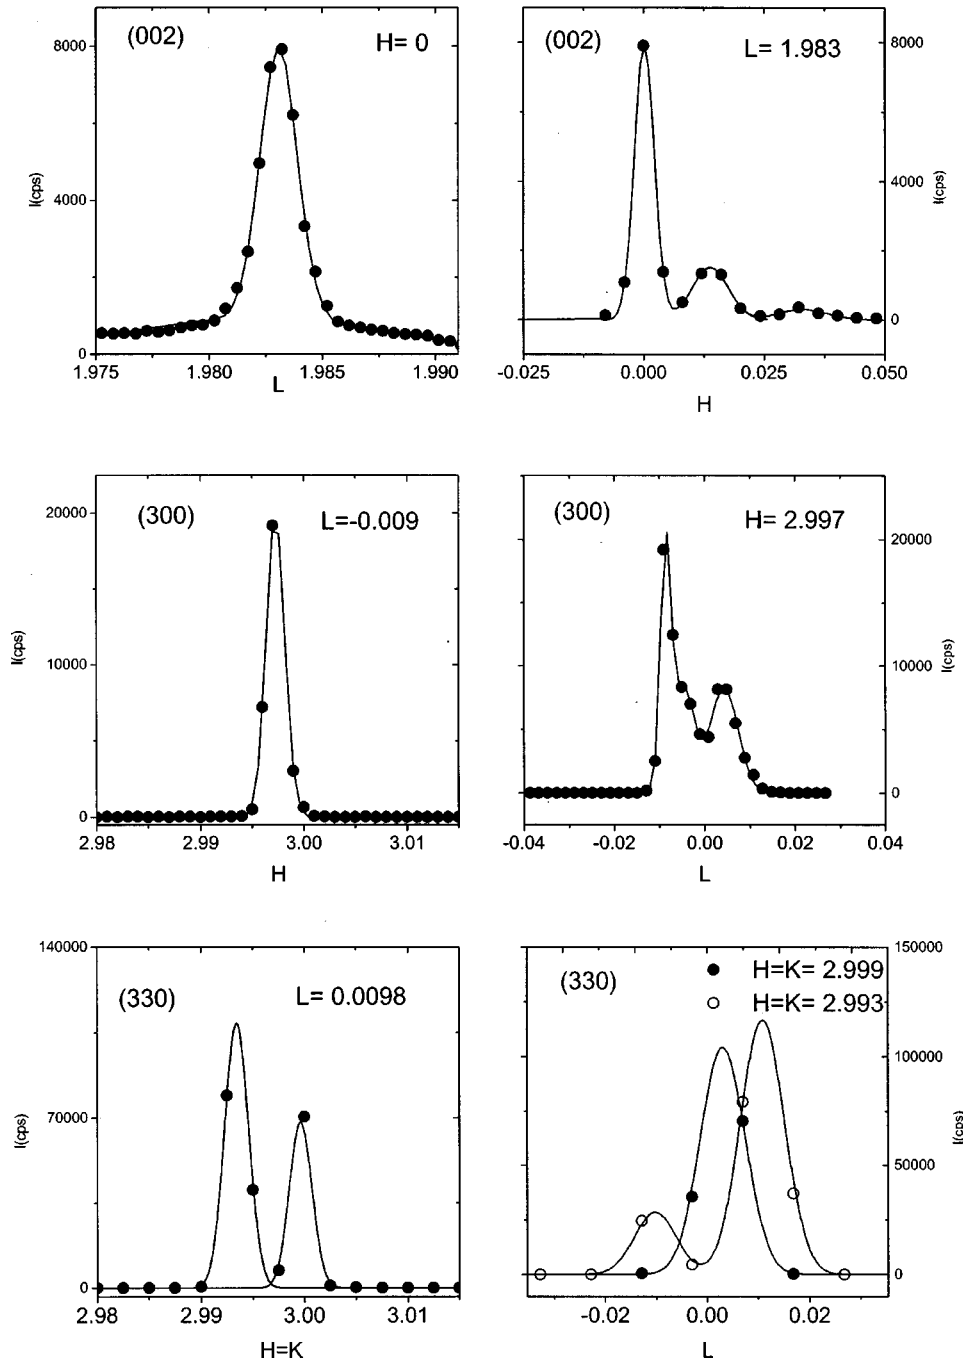 (002)
H= 0
8000
4000
0
I(cps)
1.975
1.980
1.985
1.990
L
(002)
L= 1.983
8000
4000
0
I(cps)
-0.025
0.000
0.025
0.050
H
(300)
L=-0.009
20000
10000
0
I(cps)
2.98
2.99
3.00
3.01
H
(300)
H= 2.997
20000
10000
0
I(cps)
-0.04
-0.02
0.00
0.02
0.04
L
140000
(330)
L= 0.0098
70000
0
I(cps)
2.98
2.99
3.00
3.01
H=K
150000
(330)
H=K= 2.999
H=K= 2.993
100000
50000
0
I(cps)
-0.02
0.00
0.02
L